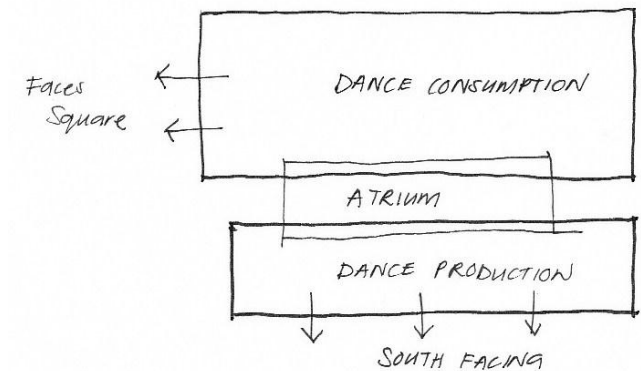 DANCE CONSUMPTION
Faces
Square
ATRIUM
DANCE PRODUCTION
SOUTH FACING